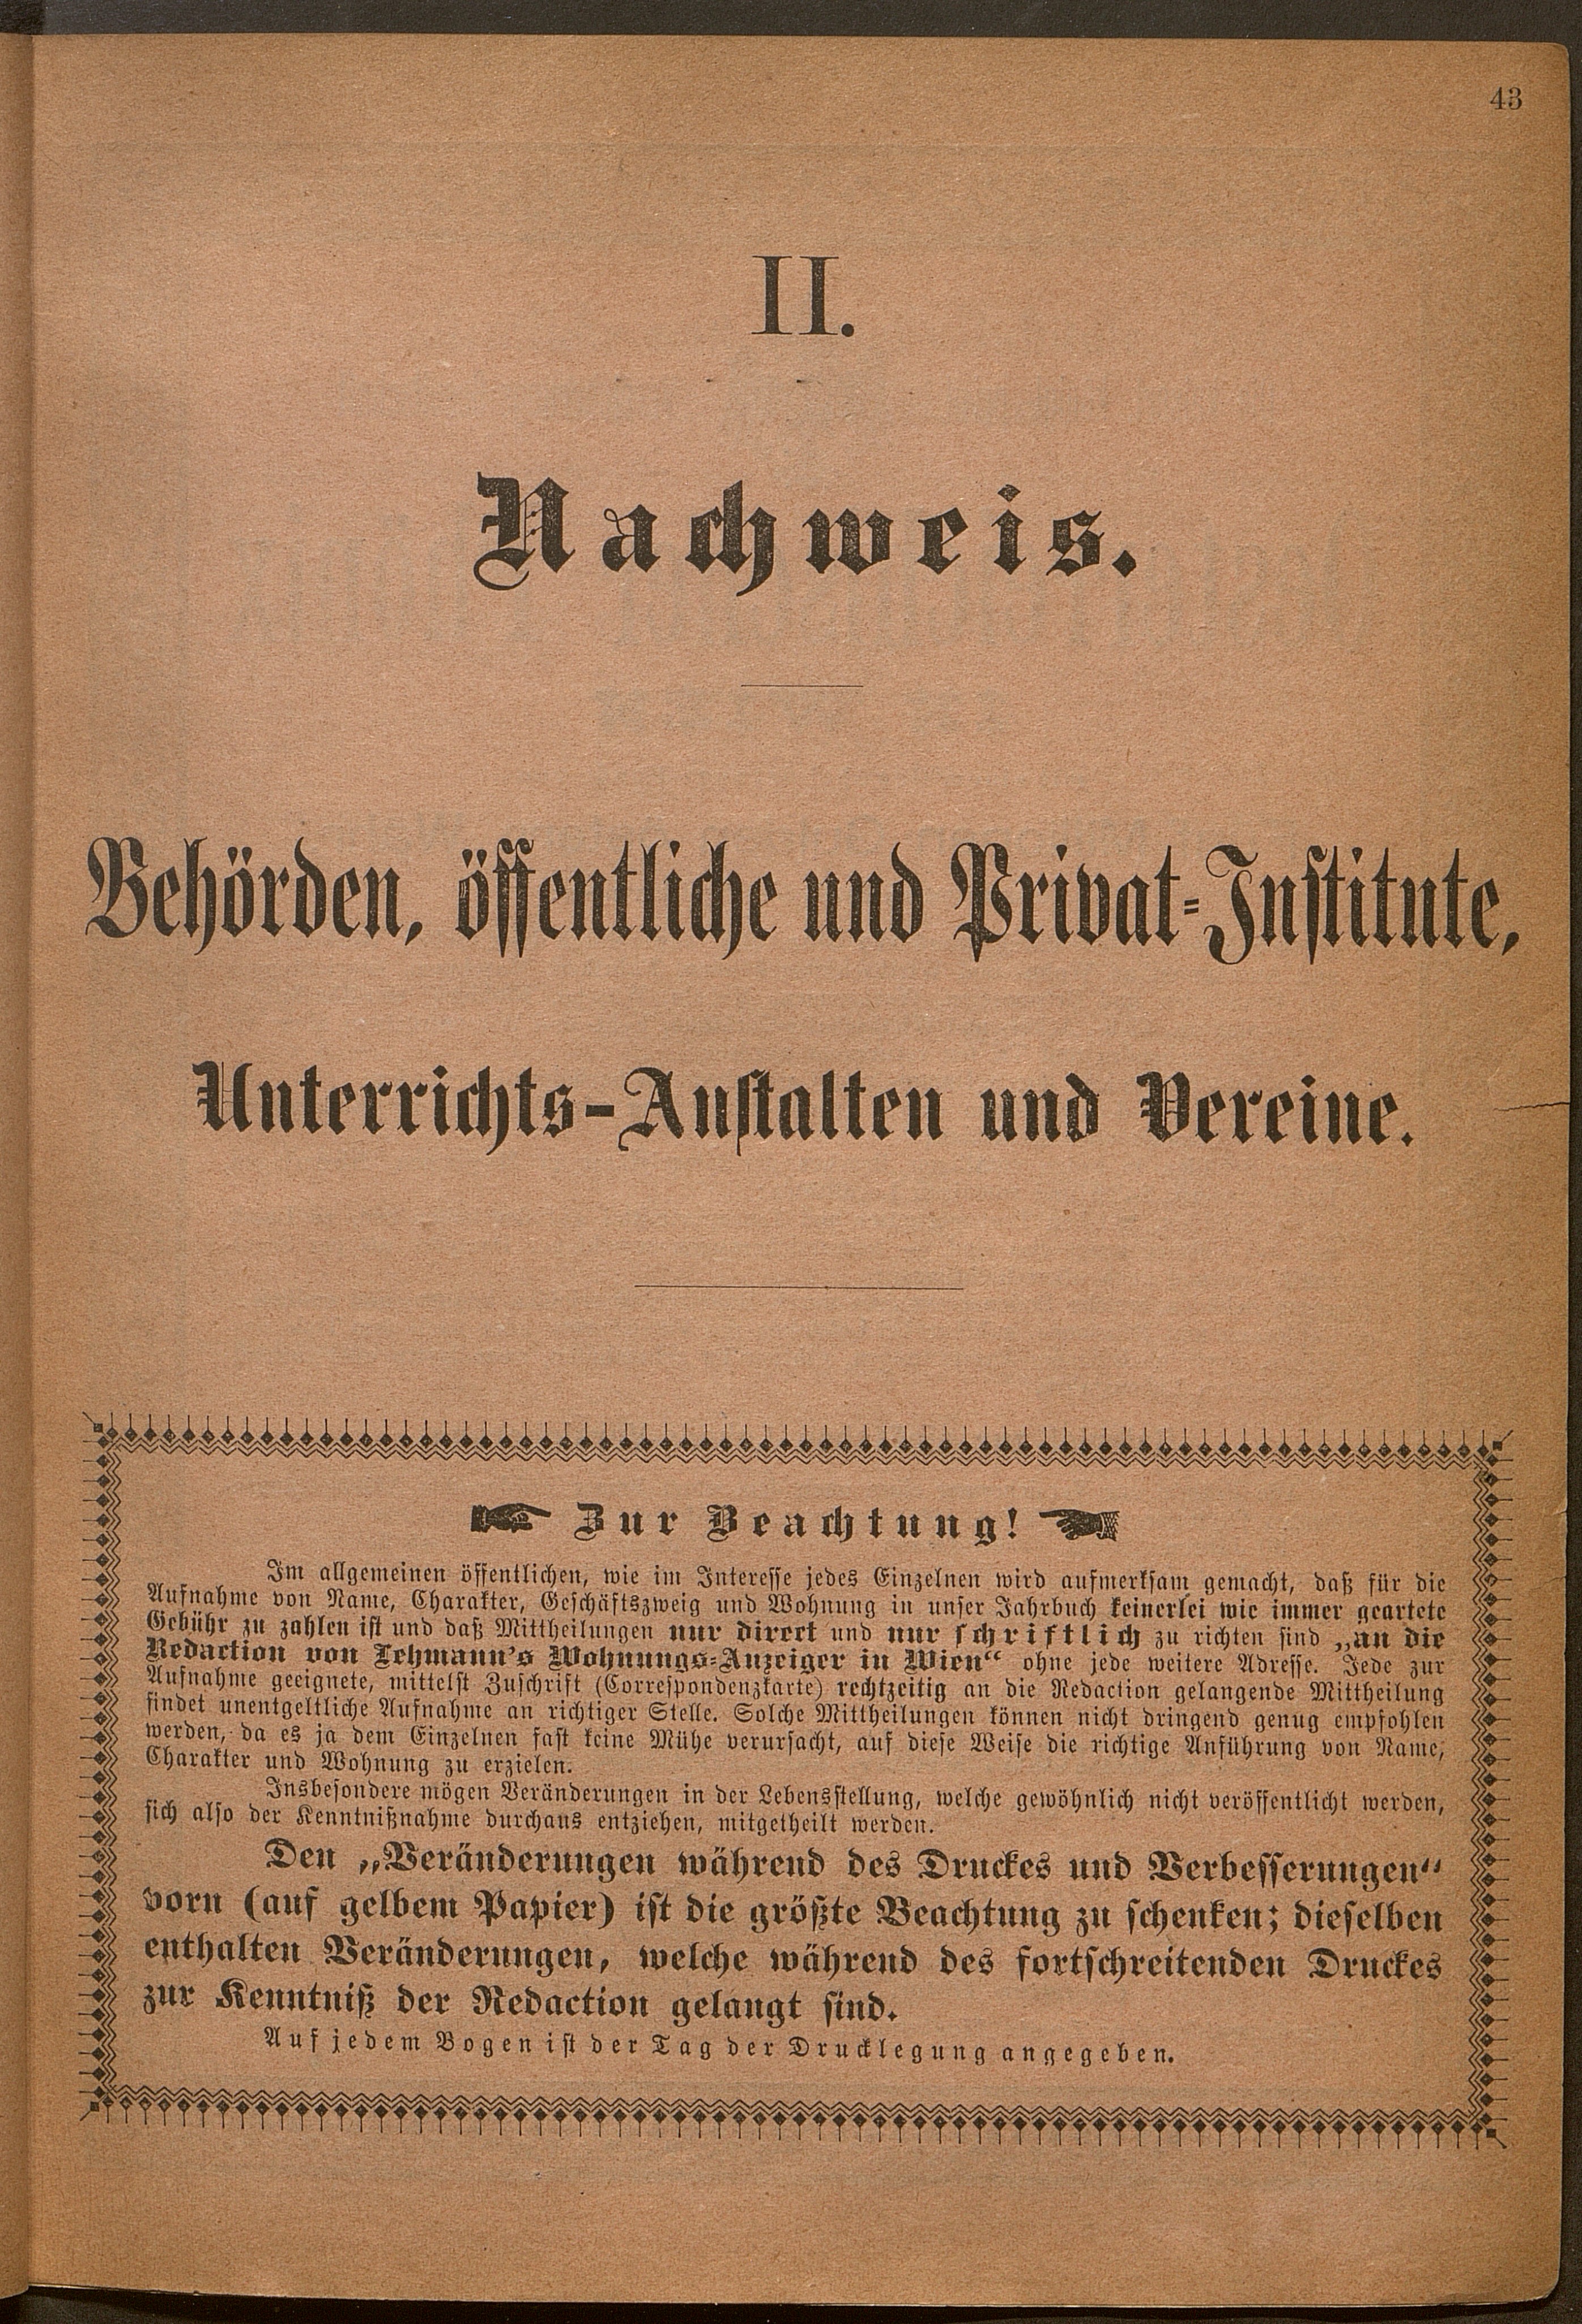 43
II.
Nachweis.
Behörden, öffentliche und Privat-Institute,
Unterrichts-Anstalten und Vereine.
Zur Beachtung!
Im allgemeinen öffentlichen, wie im Interesse jedes Einzelnen wird aufmerksam gemacht, daß für die
Aufnahme von Name, Charakter, Geschäftszweig und Wohnung in unser Jahrbuch keinerlei wie immer geartete
Gebühr zu zahlen ist und daß Mittheilungen nur direct und nur schriftlich zu richten sind „an die
Redaction von Lehmann's Wohnungs-Anzeiger in Wien“ ohne jede weitere Adresse. Jede zur
Aufnahme geeignete, mittelst Zuschrift (Correspondenzkarte) rechtzeitig an die Redaction gelangende Mittheilung
findet unentgeltliche Aufnahme an richtiger Stelle. Solche Mittheilungen können nicht dringend genug empfohlen
werden, da es ja dem Einzelnen fast keine Mühe verursacht, auf diese Weise die richtige Anführung von Name,
Charakter und Wohnung zu erzielen.
Insbesondere mögen Veränderungen in der Lebensstellung, welche gewöhnlich nicht veröffentlicht werden,
sich also der Kenntnißnahme durchaus entziehen, mitgetheilt werden.
Den „Veränderungen während des Druckes und Verbesserungen“
vorn (auf gelbem Papier) ist die größte Beachtung zu schenken; dieselben
enthalten Veränderungen, welche während des fortschreitenden Druckes
zur Kenntniß der Redaction gelangt sind.
Auf jedem Bogen ist der Tag der Drucklegung angegeben.